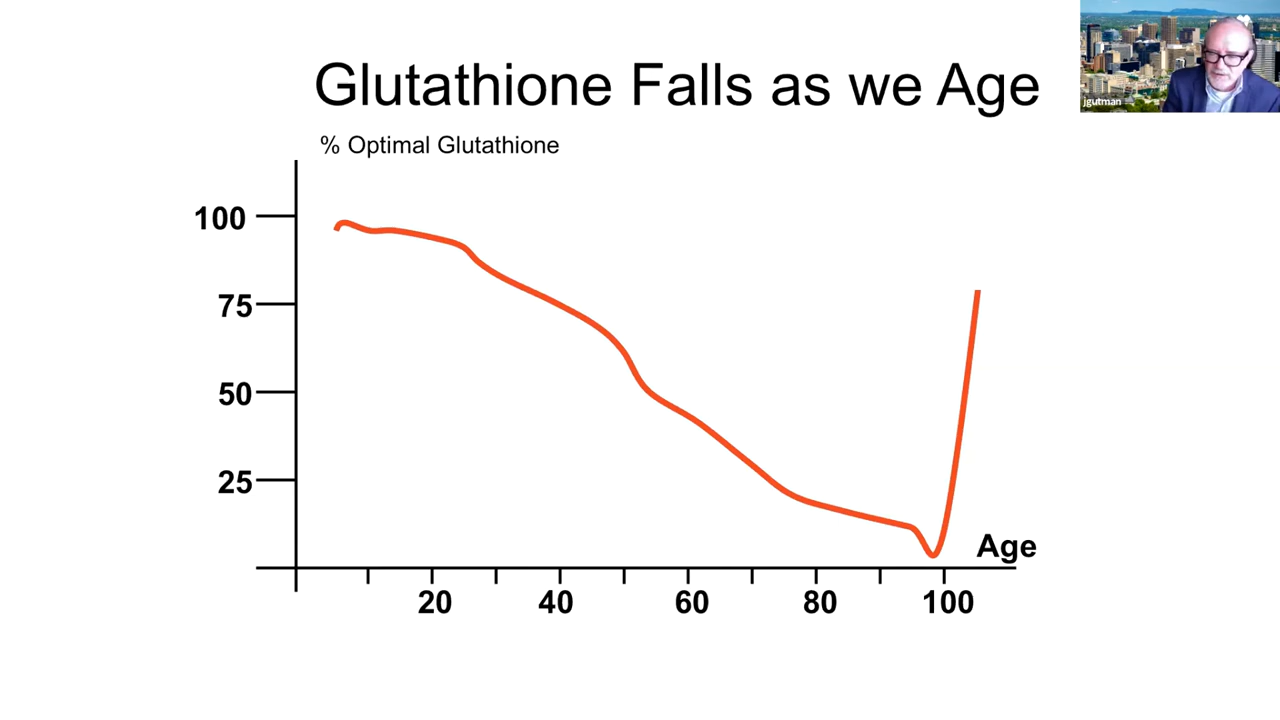 Glutathione Falls as we Age
jgutman
% Optimal Glutathione
100
75
50
25
Age
20 40 60 80 100